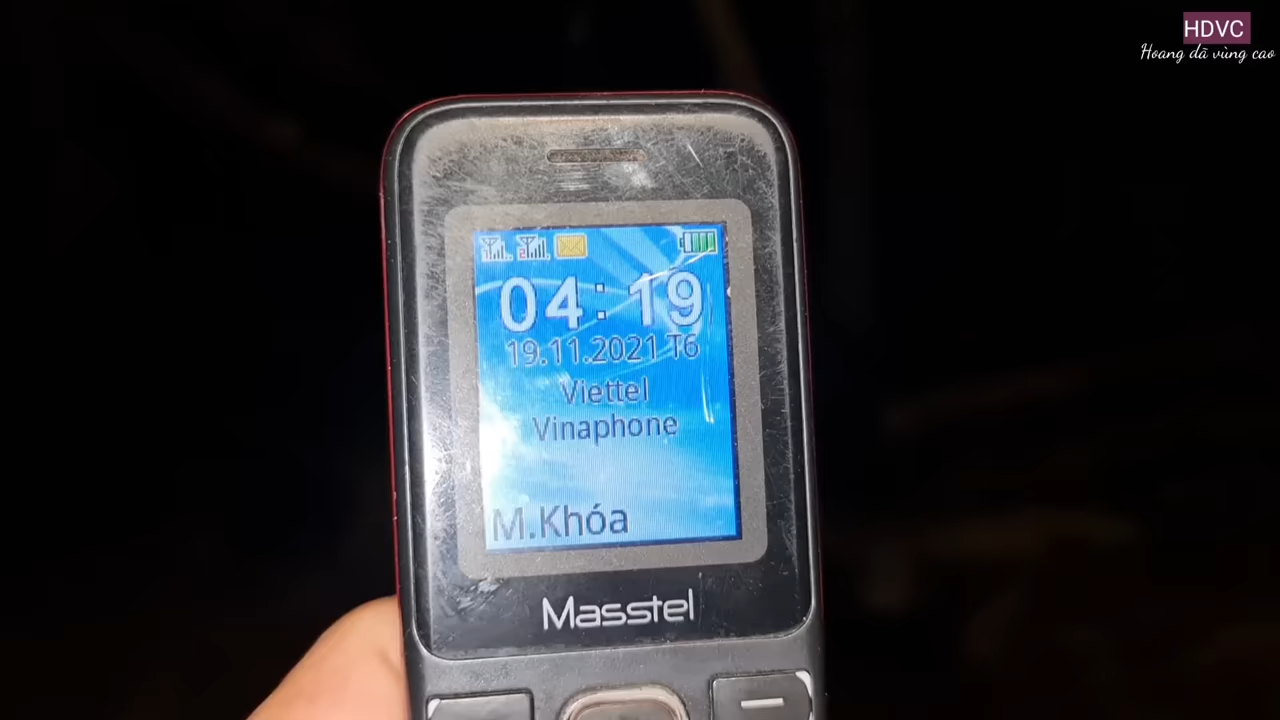 HDVC
Hoang dã vùng cao
04:19
19.11.2021 T6
Viettel
Vinaphone
M.Khóa
Masstel